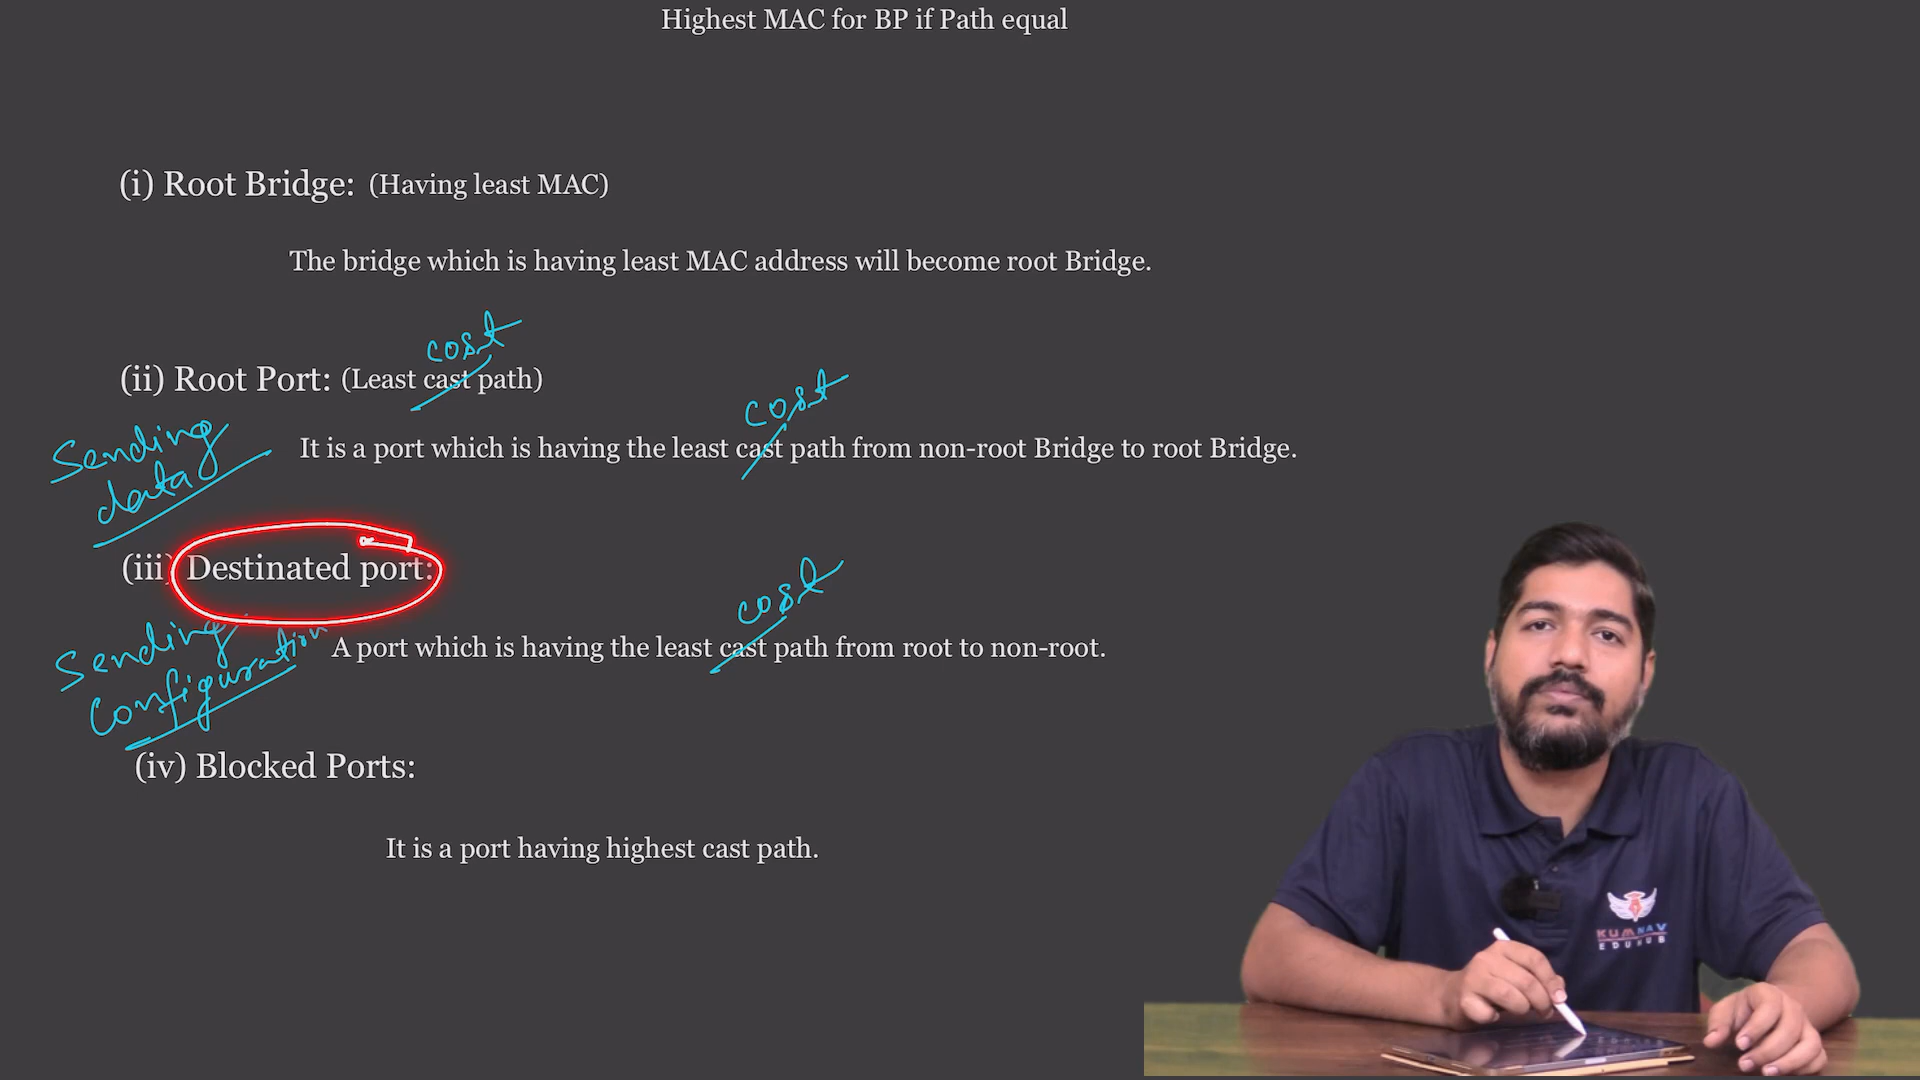 Highest MAC for BP if Path equal
(i) Root Bridge: (Having least MAC)
The bridge which is having least MAC address will become root Bridge.
cost
(ii) Root Port: (Least cast path)
cost
It is a port which is having the least cast path from non-root Bridge to root Bridge.
Sending
data
(iii) Destinated port:
cost
A port which is having the least cast path from root to non-root.
Sending
Configuration
(iv) Blocked Ports:
It is a port having highest cast path.
KUMNAV
EDUHUB